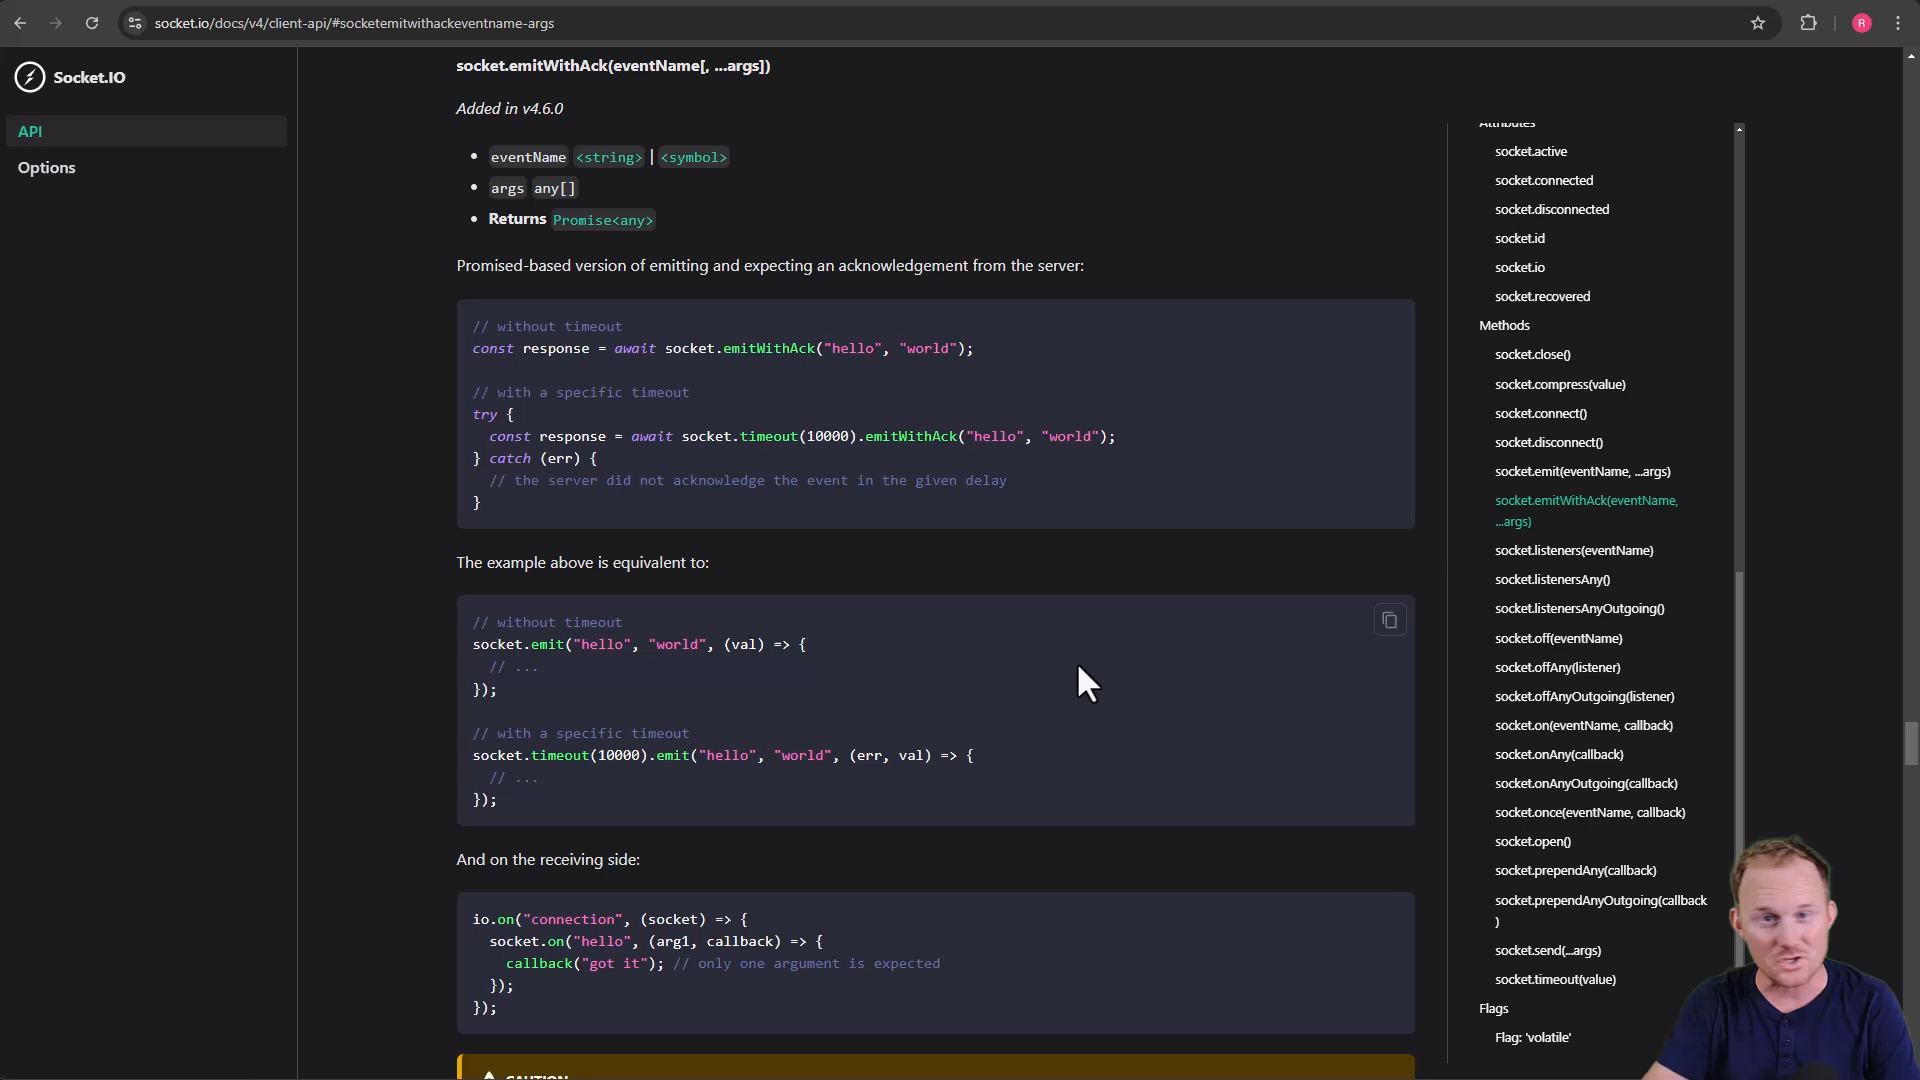 socket.io/docs/v4/client-api/#socketemitwithackeventname-args
R
Socket.IO
API
Options
socket.emitWithAck(eventName[, ...args])
Added in v4.6.0
eventName <string> | <symbol>
args any[]
Returns Promise<any>
Promised-based version of emitting and expecting an acknowledgement from the server:
// without timeout
const response = await socket.emitWithAck("hello", "world");
// with a specific timeout
try {
const response = await socket.timeout(10000).emitWithAck("hello", "world");
} catch (err) {
// the server did not acknowledge the event in the given delay
}
The example above is equivalent to:
// without timeout
socket.emit("hello", "world", (val) => {
// ...
});
// with a specific timeout
socket.timeout(10000).emit("hello", "world", (err, val) => {
// ...
});
And on the receiving side:
io.on("connection", (socket) => {
socket.on("hello", (arg1, callback) => {
callback("got it"); // only one argument is expected
});
});
CAUTION
Attributes
socket.active
socket.connected
socket.disconnected
socket.id
socket.io
socket.recovered
Methods
socket.close()
socket.compress(value)
socket.connect()
socket.disconnect()
socket.emit(eventName, ...args)
socket.emitWithAck(eventName,
...args)
socket.listeners(eventName)
socket.listenersAny()
socket.listenersAnyOutgoing()
socket.off(eventName)
socket.offAny(listener)
socket.offAnyOutgoing(listener)
socket.on(eventName, callback)
socket.onAny(callback)
socket.onAnyOutgoing(callback)
socket.once(eventName, callback)
socket.open()
socket.prependAny(callback)
socket.prependAnyOutgoing(callback
)
socket.send(...args)
socket.timeout(value)
Flags
Flag: 'volatile'